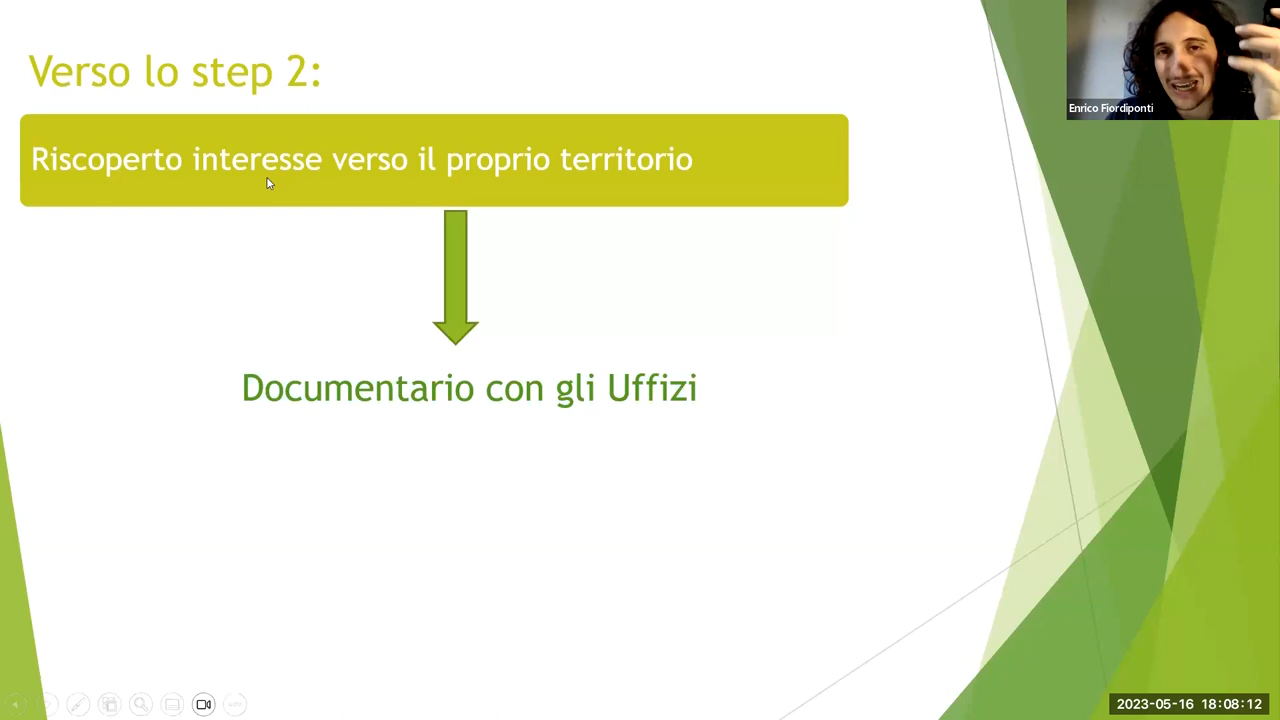 Verso lo step 2:
Enrico Fiordiponti
Riscoperto interesse verso il proprio territorio
Documentario con gli Uffizi
2023-05-16 18:08:12